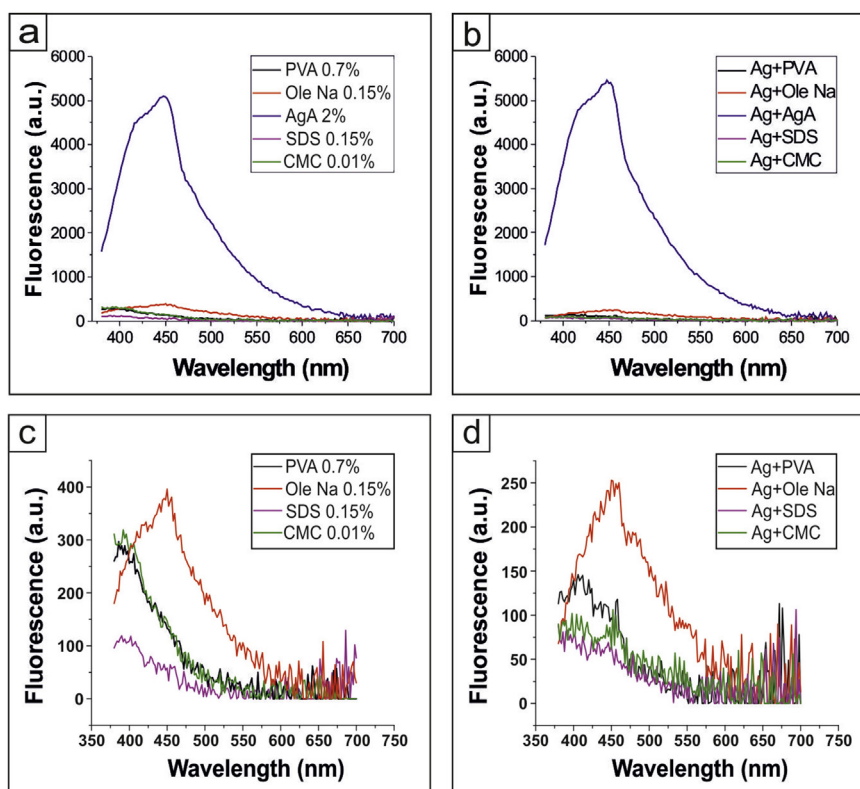 a
Fluorescence (a.u.)
6000
5000
4000
3000
2000
1000
0
400
450
500
550
600
650
700
Wavelength (nm)
PVA 0.7%
Ole Na 0.15%
AgA 2%
SDS 0.15%
CMC 0.01%
b
Fluorescence (a.u.)
6000
5000
4000
3000
2000
1000
0
400
450
500
550
600
650
700
Wavelength (nm)
Ag+PVA
Ag+Ole Na
Ag+AgA
Ag+SDS
Ag+CMC
c
Fluorescence (a.u.)
400
300
200
100
0
350
400
450
500
550
600
650
700
750
Wavelength (nm)
PVA 0.7%
Ole Na 0.15%
SDS 0.15%
CMC 0.01%
d
Fluorescence (a.u.)
250
200
150
100
50
0
350
400
450
500
550
600
650
700
750
Wavelength (nm)
Ag+PVA
Ag+Ole Na
Ag+SDS
Ag+CMC